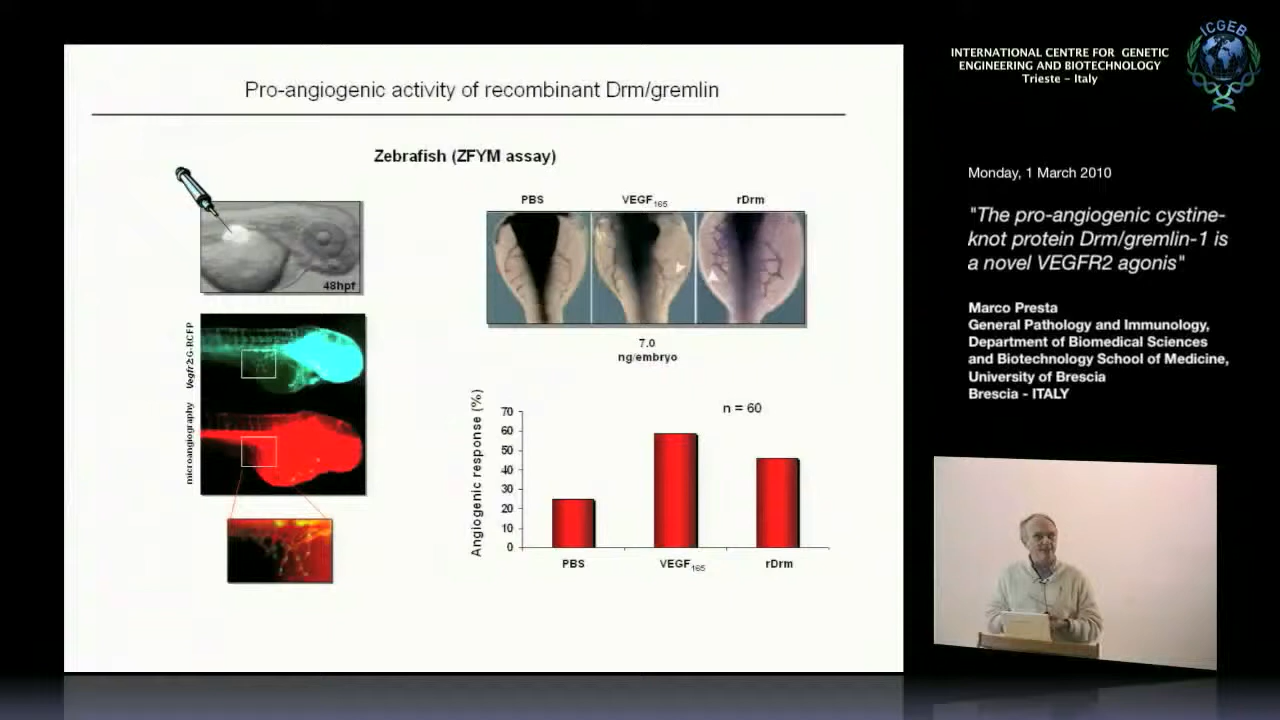 Pro-angiogenic activity of recombinant Drm/gremlin
Zebrafish (ZFYM assay)
48hpf
Vegfr2:G-RCFP
microangiography
PBS
VEGF165
rDrm
7.0
ng/embryo
n = 60
Angiogenic response (%)
70
60
50
40
30
20
10
0
PBS
VEGF165
rDrm
INTERNATIONAL CENTRE FOR GENETIC
ENGINEERING AND BIOTECHNOLOGY
Trieste – Italy
ICGEB
Monday, 1 March 2010
"The pro-angiogenic cystine-
knot protein Drm/gremlin-1 is
a novel VEGFR2 agonis"
Marco Presta
General Pathology and Immunology,
Department of Biomedical Sciences
and Biotechnology School of Medicine,
University of Brescia
Brescia - ITALY